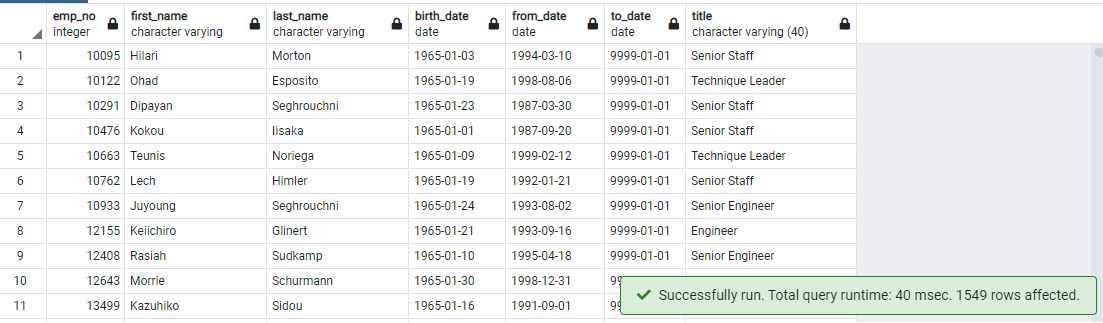 emp_no first_name last_name birth_date from_date to_date title
integer character varying character varying date date date character varying (40)
1 10095 Hilari Morton 1965-01-03 1994-03-10 9999-01-01 Senior Staff
2 10122 Ohad Esposito 1965-01-19 1998-08-06 9999-01-01 Technique Leader
3 10291 Dipayan Seghrouchni 1965-01-23 1987-03-30 9999-01-01 Senior Staff
4 10476 Kokou Iisaka 1965-01-01 1987-09-20 9999-01-01 Senior Staff
5 10663 Teunis Noriega 1965-01-09 1999-02-12 9999-01-01 Technique Leader
6 10762 Lech Himler 1965-01-19 1992-01-21 9999-01-01 Senior Staff
7 10933 Juyoung Seghrouchni 1965-01-24 1993-08-02 9999-01-01 Senior Engineer
8 12155 Keiichiro Glinert 1965-01-21 1993-09-16 9999-01-01 Engineer
9 12408 Rasiah Sudkamp 1965-01-10 1995-04-18 9999-01-01 Senior Engineer
10 12643 Morrie Schurmann 1965-01-30 1998-12-31
11 13499 Kazuhiko Sidou 1965-01-16 1991-09-01
Successfully run. Total query runtime: 40 msec. 1549 rows affected.